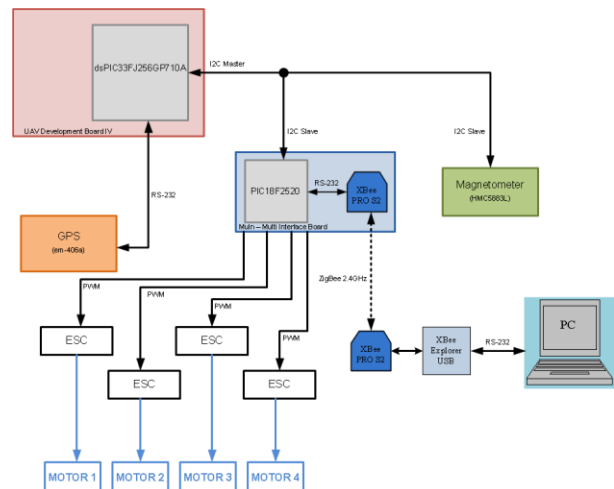 dsPIC33FJ256GP710A
I2C Master
UAV Development Board IV
I2C Slave
I2C Slave
RS-232
PIC18F2520
RS-232
XBee
PRO S2
Magnetometer
(HMC5883L)
GPS
(em-406a)
MuIn – Multi Interface Board
PWM
PWM
PWM
PWM
ZigBee 2.4GHz
ESC
ESC
ESC
ESC
XBee
PRO S2
XBee
Explorer
USB
RS-232
PC
MOTOR 1
MOTOR 2
MOTOR 3
MOTOR 4